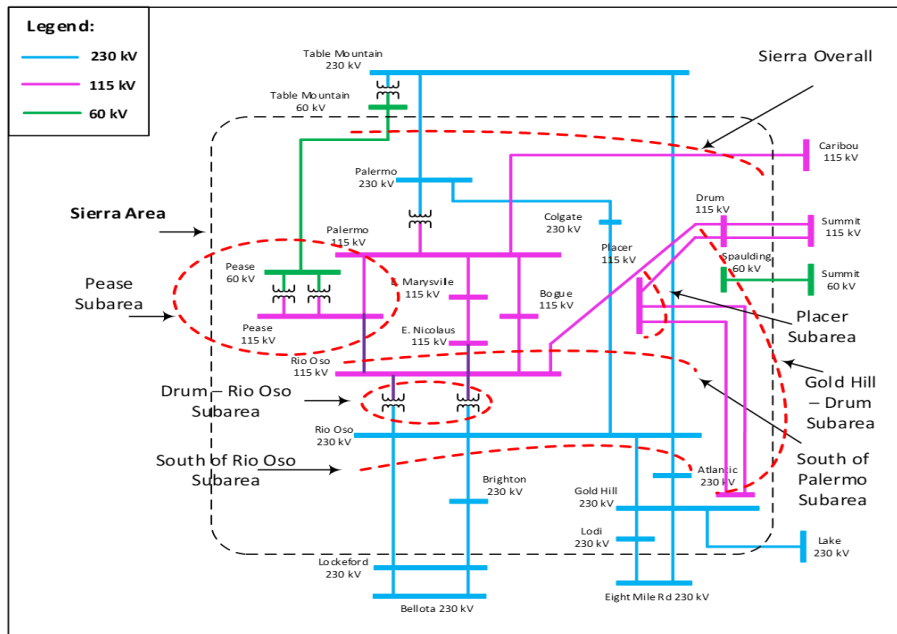 Legend:
230 kV
115 kV
60 kV
Table Mountain
230 kV
Sierra Overall
Table Mountain
60 kV
Caribou
115 kV
Palermo
230 kV
Sierra Area
Colgate
230 kV
Drum
115 kV
Summit
115 kV
Palermo
115 kV
Placer
115 kV
Pease
60 kV
Marysville
115 kV
Spaulding
60 kV
Summit
60 kV
Pease
Subarea
Bogue
115 kV
Placer
Subarea
Pease
115 kV
E. Nicolaus
115 kV
Rio Oso
115 kV
Drum – Rio Oso
Subarea
Gold Hill
– Drum
Subarea
Rio Oso
230 kV
South of Rio Oso
Subarea
Brighton
230 kV
Atlantic
230 kV
South of
Palermo
Subarea
Gold Hill
230 kV
Lodi
230 kV
Lake
230 kV
Lockeford
230 kV
Bellota 230 kV
Eight Mile Rd 230 kV